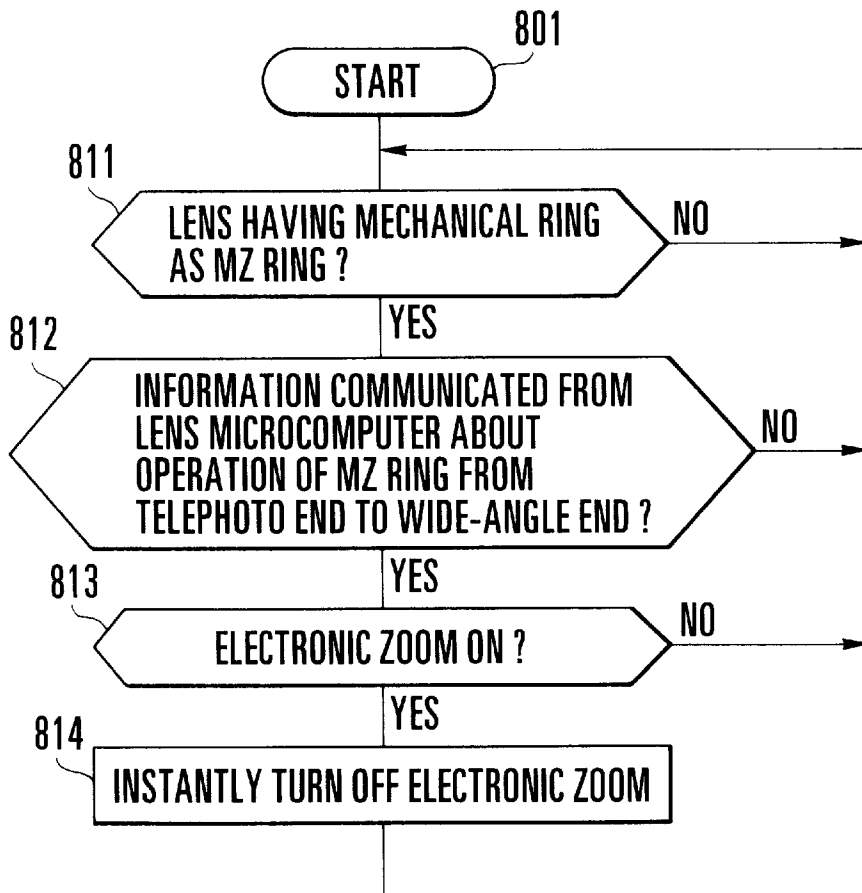 801
START
811
LENS HAVING MECHANICAL RING
AS MZ RING ?
NO
YES
812
INFORMATION COMMUNICATED FROM
LENS MICROCOMPUTER ABOUT
OPERATION OF MZ RING FROM
TELEPHOTO END TO WIDE-ANGLE END ?
NO
YES
813
ELECTRONIC ZOOM ON ?
NO
YES
814
INSTANTLY TURN OFF ELECTRONIC ZOOM